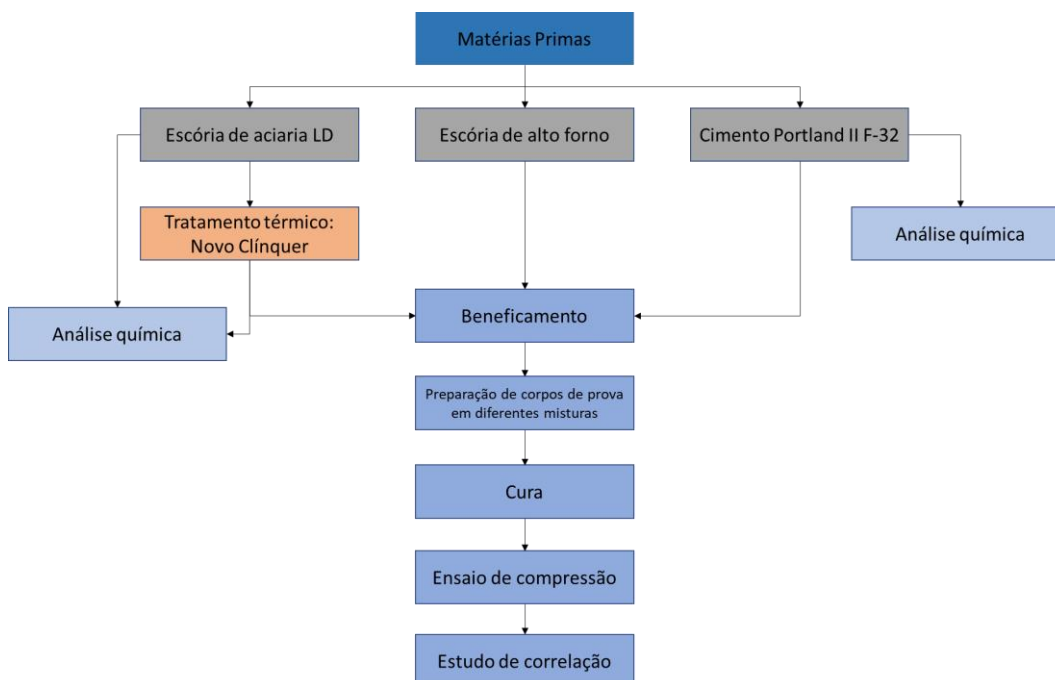 Matérias Primas
Escória de aciaria LD
Escória de alto forno
Cimento Portland II F-32
Tratamento térmico:
Novo Clínquer
Análise química
Análise química
Beneficamento
Preparação de corpos de prova
em diferentes misturas
Cura
Ensaio de compressão
Estudo de correlação